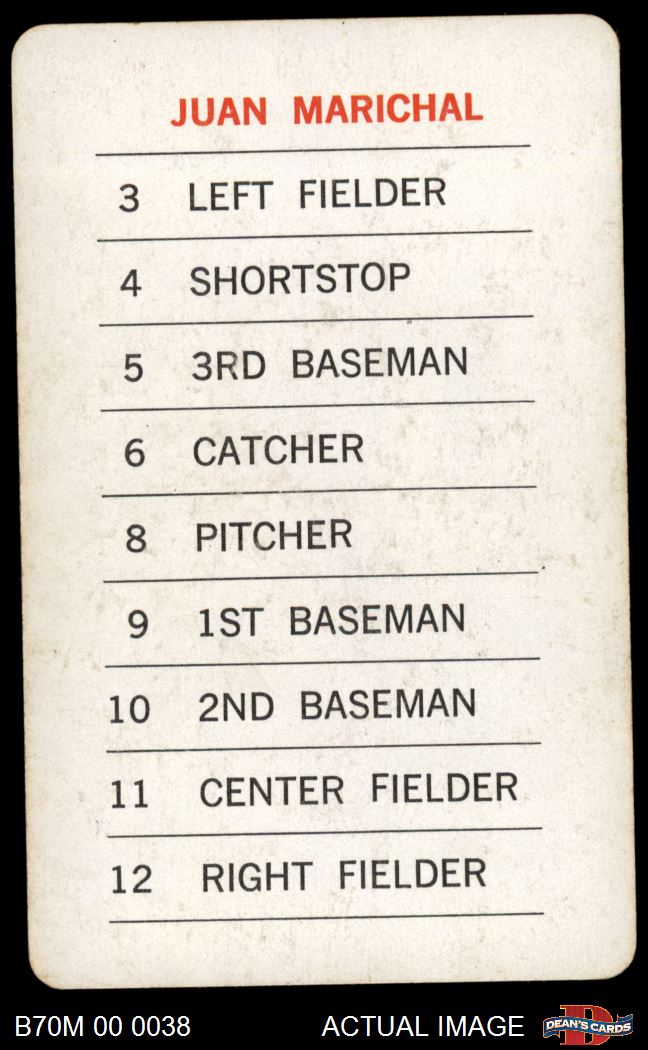 JUAN MARICHAL
3 LEFT FIELDER
4 SHORTSTOP
5 3RD BASEMAN
6 CATCHER
8 PITCHER
9 1ST BASEMAN
10 2ND BASEMAN
11 CENTER FIELDER
12 RIGHT FIELDER
B70M 00 0038 ACTUAL IMAGE DEAN'S CARDS